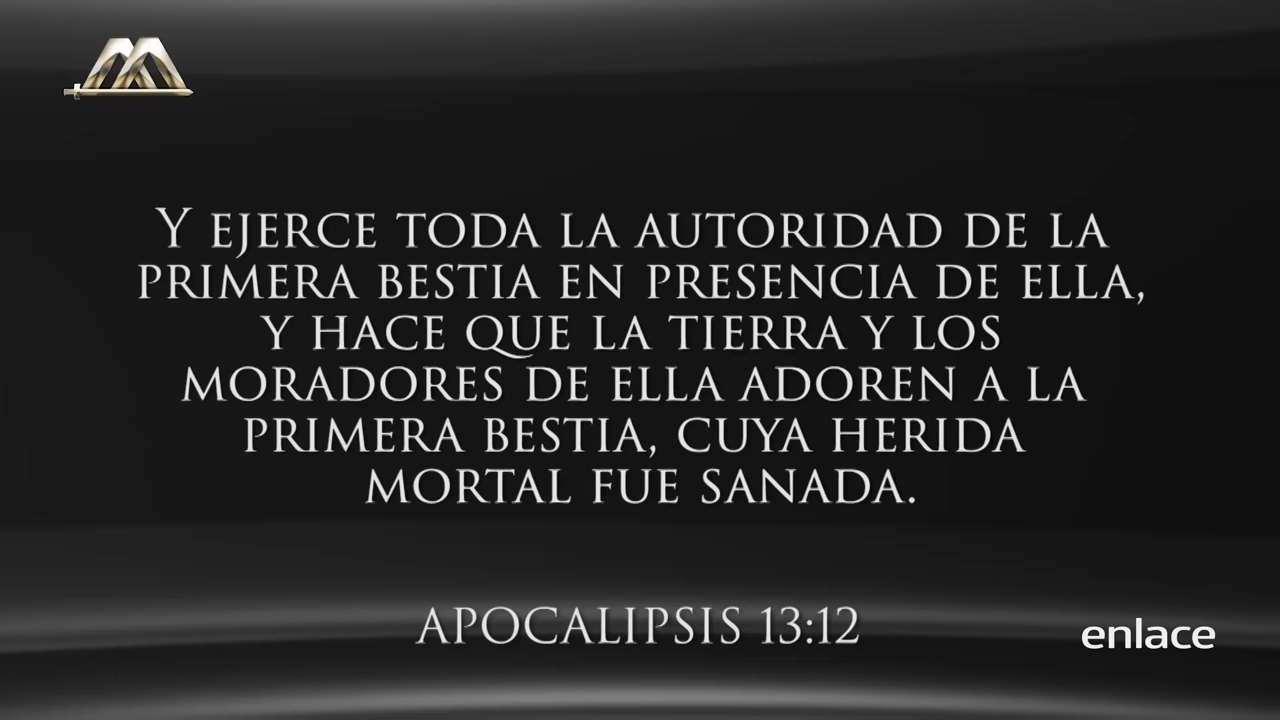 Y EJERCE TODA LA AUTORIDAD DE LA
PRIMERA BESTIA EN PRESENCIA DE ELLA,
Y HACE QUE LA TIERRA Y LOS
MORADORES DE ELLA ADOREN A LA
PRIMERA BESTIA, CUYA HERIDA
MORTAL FUE SANADA.
APOCALIPSIS 13:12
enlace